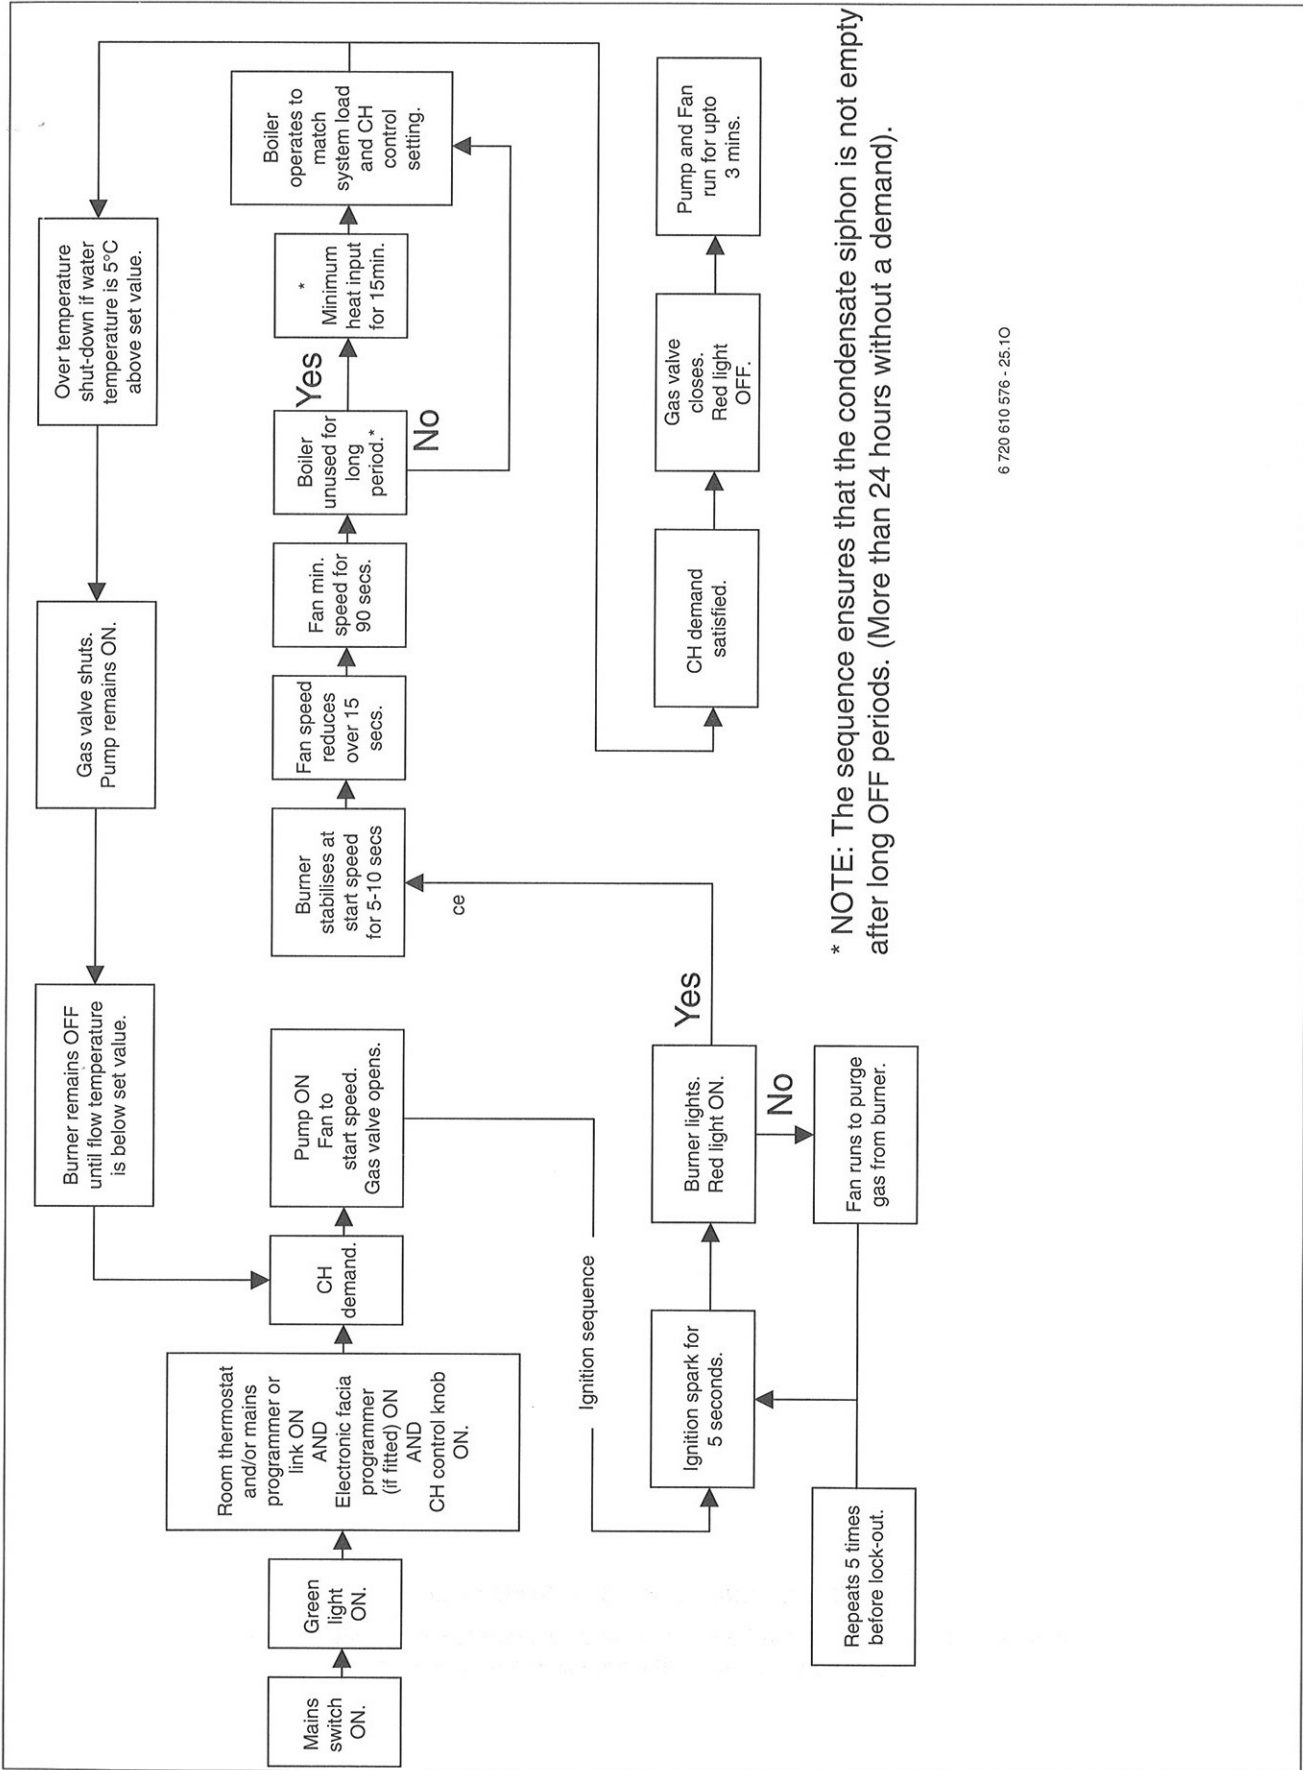 Over temperature
shut-down if water
temperature is 5°C
above set value.
Gas valve shuts.
Pump remains ON.
Burner remains OFF
until flow temperature
is below set value.
Mains
switch
ON.
Green
light
ON.
Room thermostat
and/or mains
programmer or
link ON
AND
Electronic facia
programmer
(if fitted) ON
AND
CH control knob
ON.
CH
demand.
Pump ON
Fan to
start speed.
Gas valve opens.
Burner
stabilises at
start speed
for 5-10 secs
Fan speed
reduces
over 15
secs.
Fan min.
speed for
90 secs.
Boiler
unused for
long
period.*
Yes
No
*
Minimum
heat input
for 15min.
Boiler
operates to
match
system load
and CH
control
setting.
ce
Ignition sequence
Ignition spark for
5 seconds.
Burner lights.
Red light ON.
Yes
No
Fan runs to purge
gas from burner.
Repeats 5 times
before lock-out.
CH demand
satisfied.
Gas valve
closes.
Red light
OFF.
Pump and Fan
run for upto
3 mins.
* NOTE: The sequence ensures that the condensate siphon is not empty
after long OFF periods. (More than 24 hours without a demand).
6 720 610 576 - 25.1O